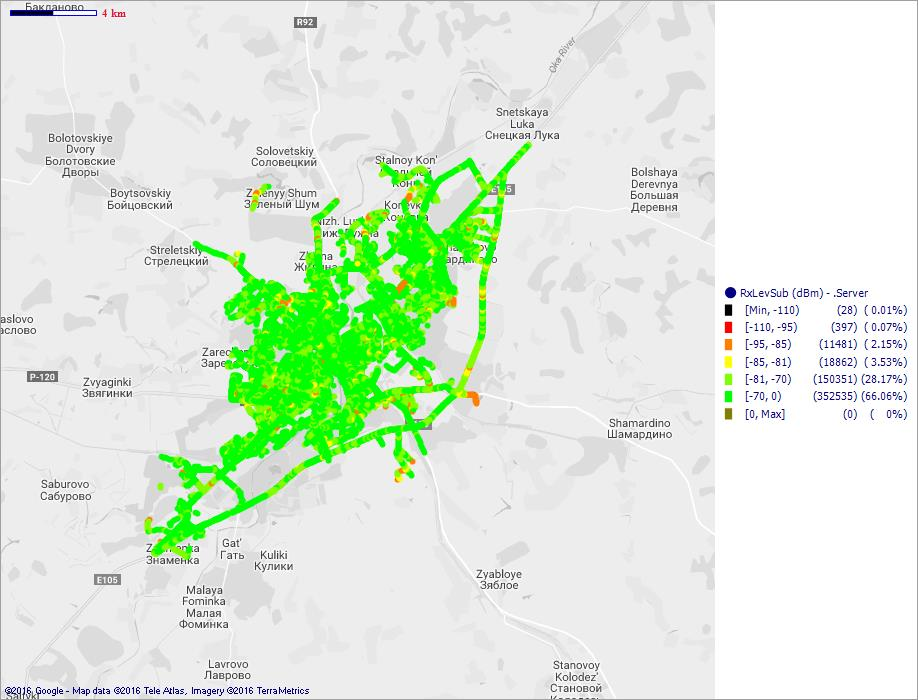 Бакланово
4 km
R92
Oka River
Snetskaya
Luka
Снецкая Лука
Bolotovskiye
Dvory
Болотовские
Дворы
Solovetskiy
Соловецкий
Stalnoy Kon'
Bolshaya
Derevnya
Большая
Деревня
Boytsovskiy
Бойцовский
Shum
Зеленый Шум
Streletskiy
Стрелецкий
P-120
Zvyaginki
Звягинки
RxLevSub (dBm) - .Server
[Min, -110) (28) ( 0.01%)
[-110, -95) (397) ( 0.07%)
[-95, -85) (11481) ( 2.15%)
[-85, -81) (18862) ( 3.53%)
[-81, -70) (150351) (28.17%)
[-70, 0) (352535) (66.06%)
[0, Max] (0) ( 0%)
Shamardino
Шамардино
Saburovo
Сабурово
Знаменка
Gat'
Гать
Kuliki
Кулики
E105
Zyabloye
Зяблое
Malaya
Fominka
Малая
Фоминка
Lavrovo
Лаврово
Stanovoy
Kolodez'
Становой
©2016 Google - Map data ©2016 Tele Atlas, Imagery ©2016 TerraMetrics